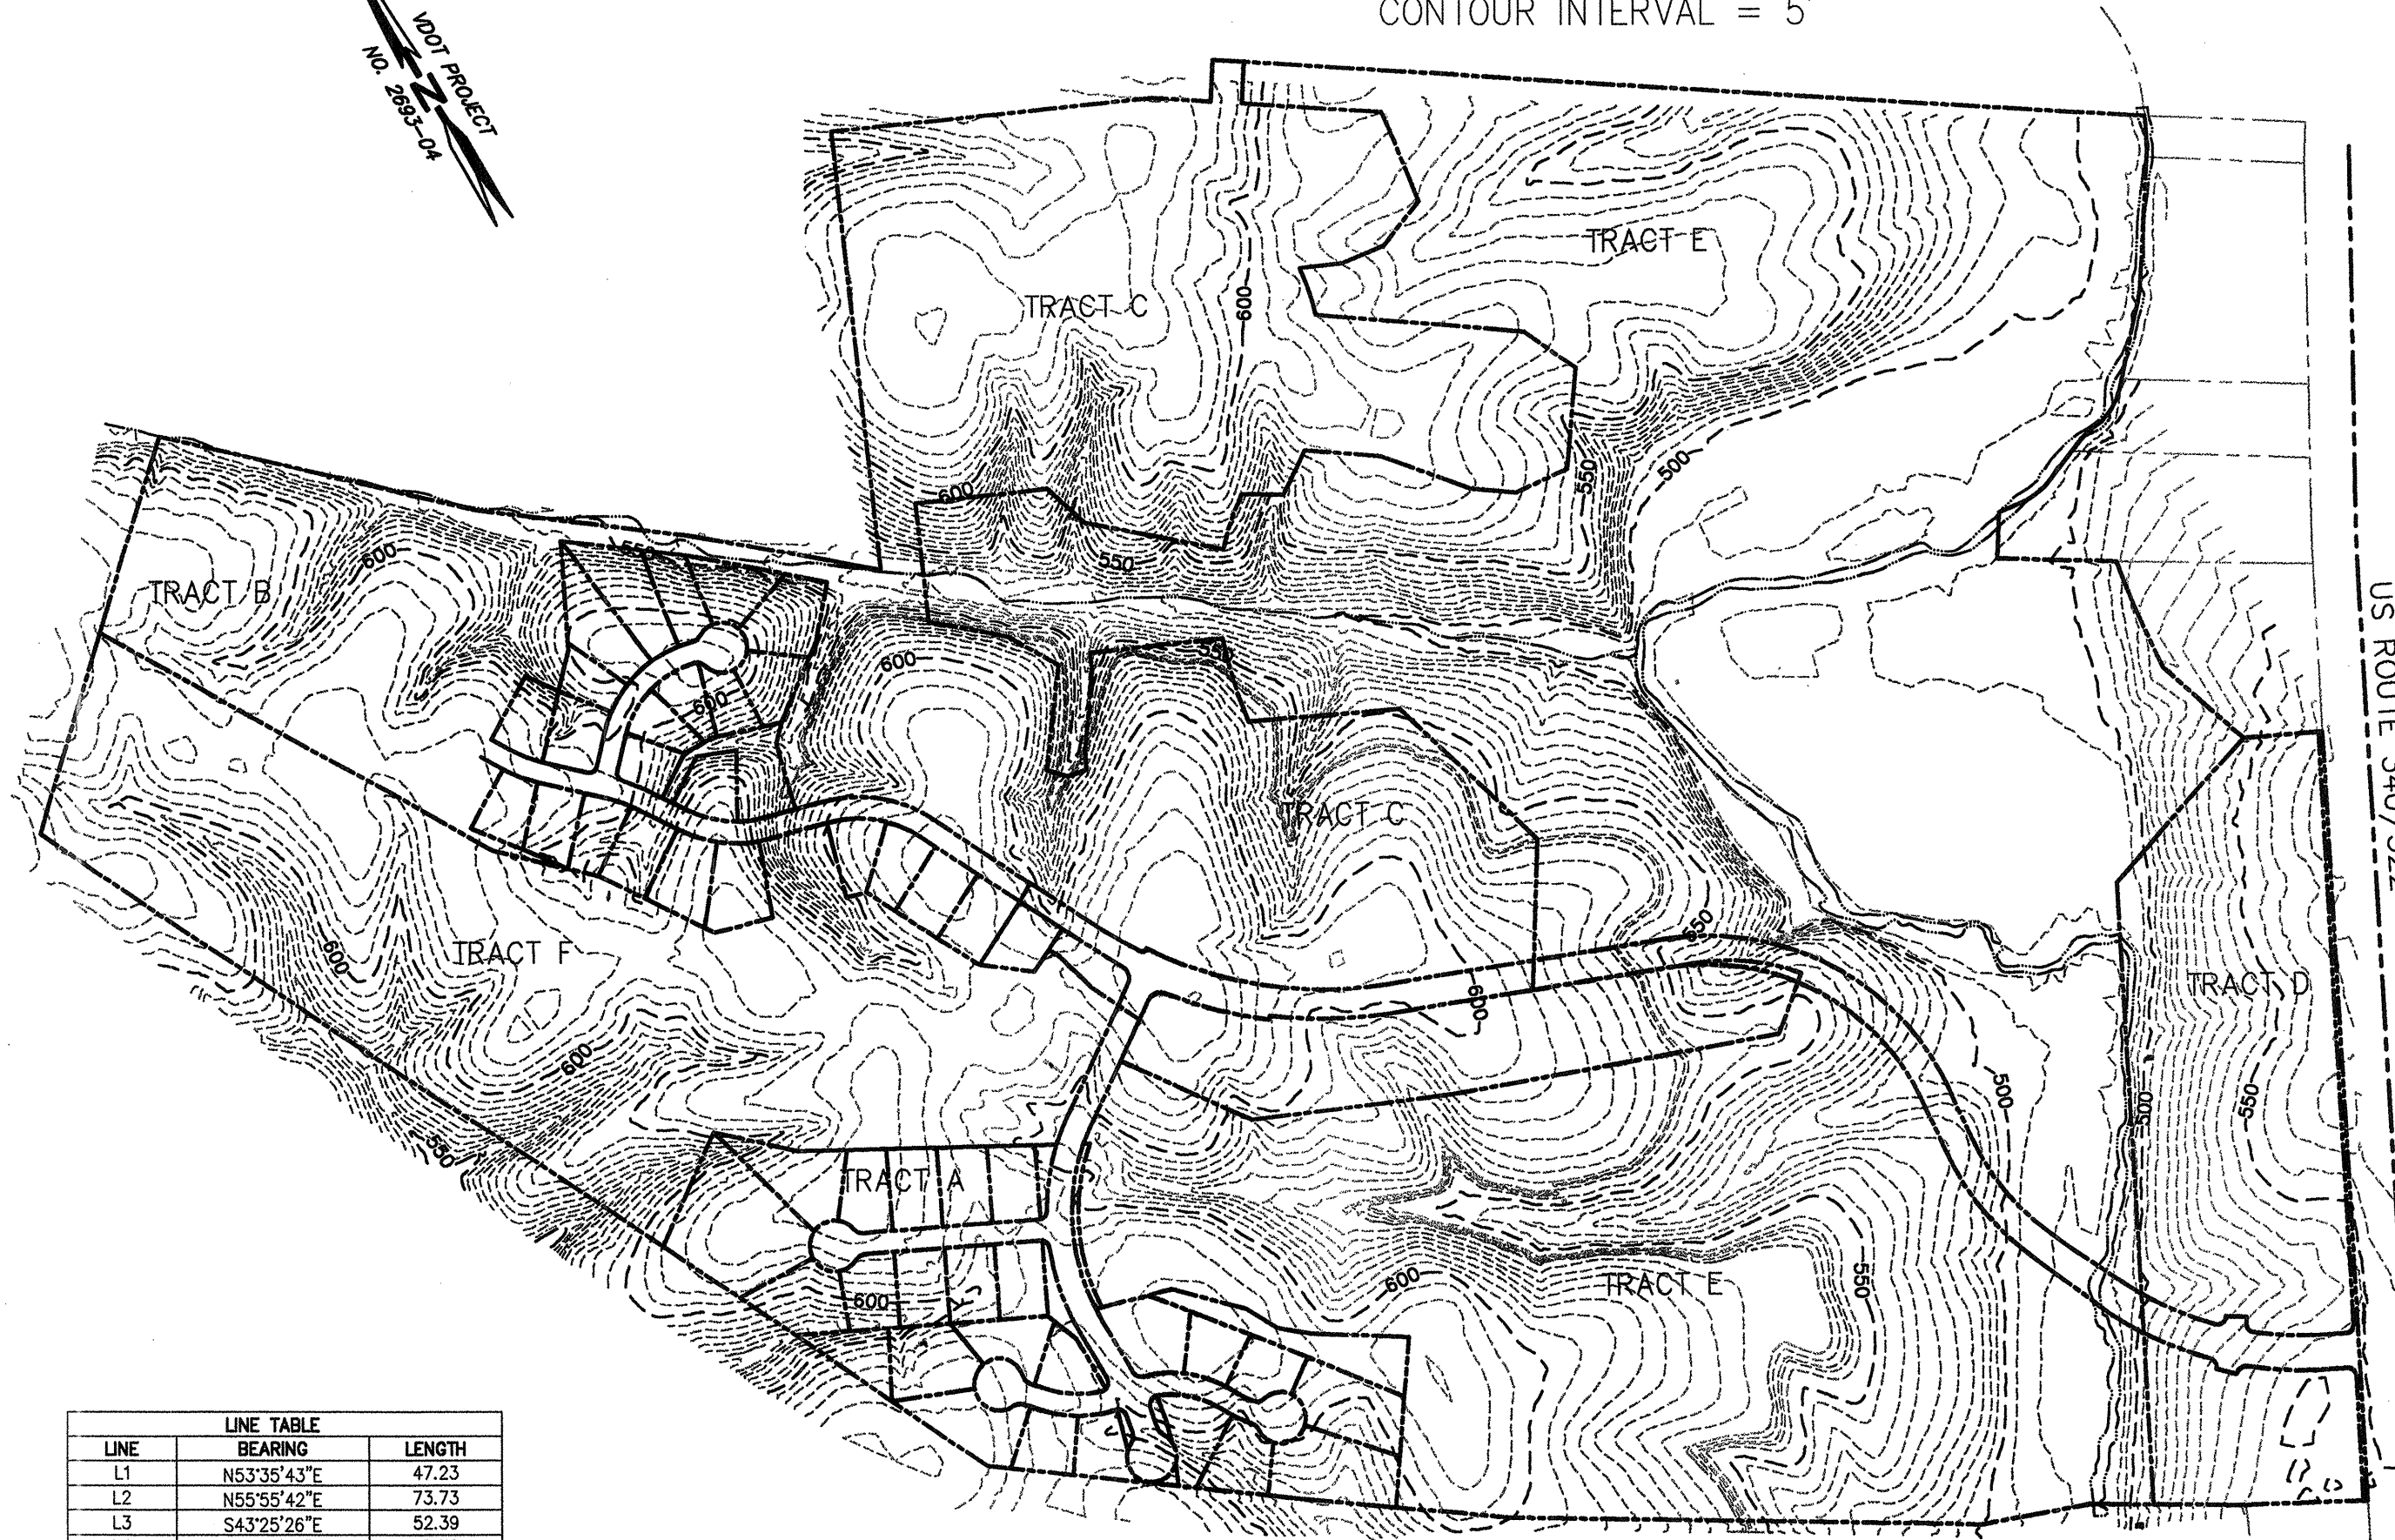 CONTOUR INTERVAL = 5'
VDOT PROJECT
N
NO. 2693-04
TRACT E
TRACT C
600
550
500
600
550
600
TRACT B
550
600
600
550
TRACT C
US ROUTE 340/522
550
TRACT F
600
600
TRACT D
600
500
500
550
550
TRACT A
600
600
TRACT E
550
LINE TABLE
LINE BEARING LENGTH
L1 N53°35'43"E 47.23
L2 N55°55'42"E 73.73
L3 S43°25'26"E 52.39